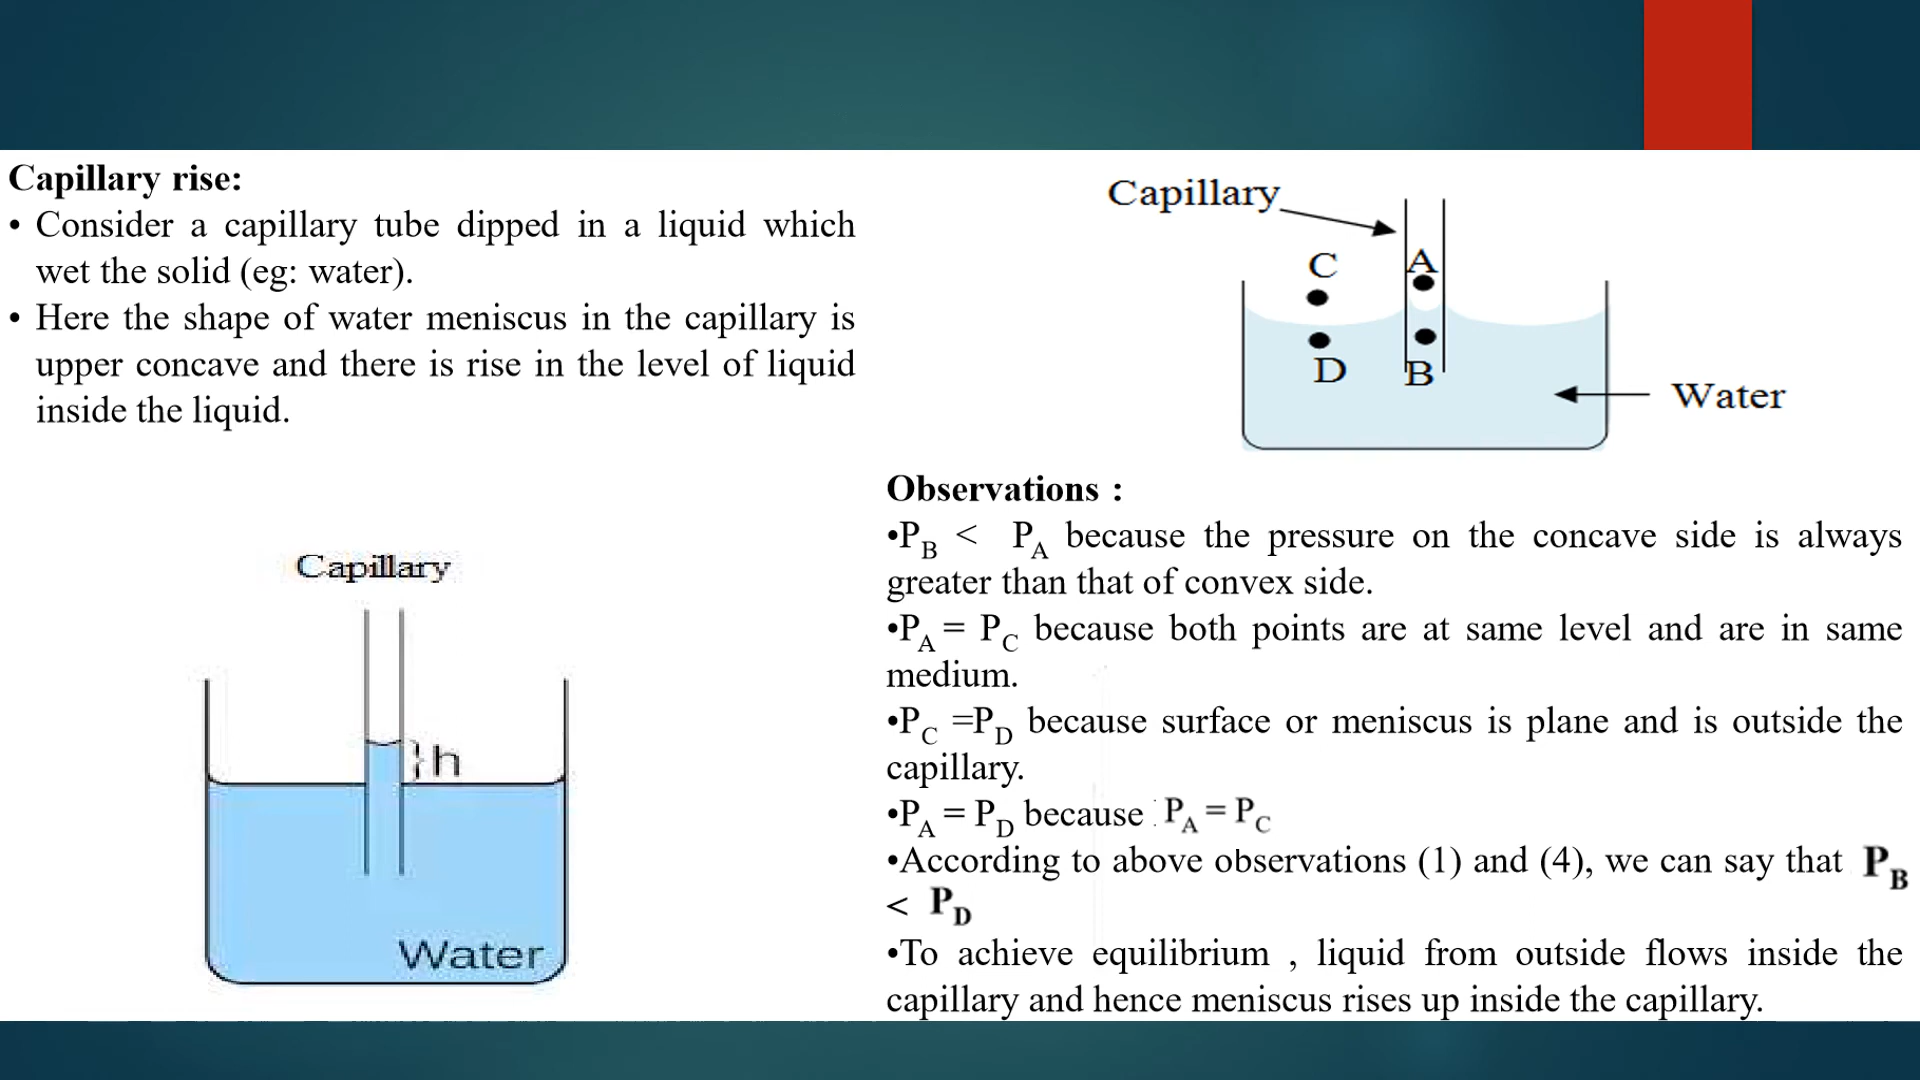 Capillary rise:
• Consider a capillary tube dipped in a liquid which
wet the solid (eg: water).
• Here the shape of water meniscus in the capillary is
upper concave and there is rise in the level of liquid
inside the liquid.
Capillary
h
Water
Capillary
C
A
D
B
Water
Observations :
•PB < PA because the pressure on the concave side is always
greater than that of convex side.
•PA = PC because both points are at same level and are in same
medium.
•PC =PD because surface or meniscus is plane and is outside the
capillary.
•PA = PD because PA = PC
•According to above observations (1) and (4), we can say that PB
< PD
•To achieve equilibrium , liquid from outside flows inside the
capillary and hence meniscus rises up inside the capillary.